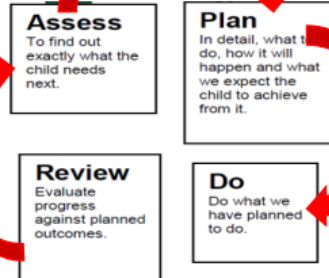 Assess
To find out
exactly what the
child needs
next.
Plan
In detail, what to
do, how it will
happen and what
we expect the
child to achieve
from it.
Review
Evaluate
progress
against planned
outcomes.
Do
Do what we
have planned
to do.